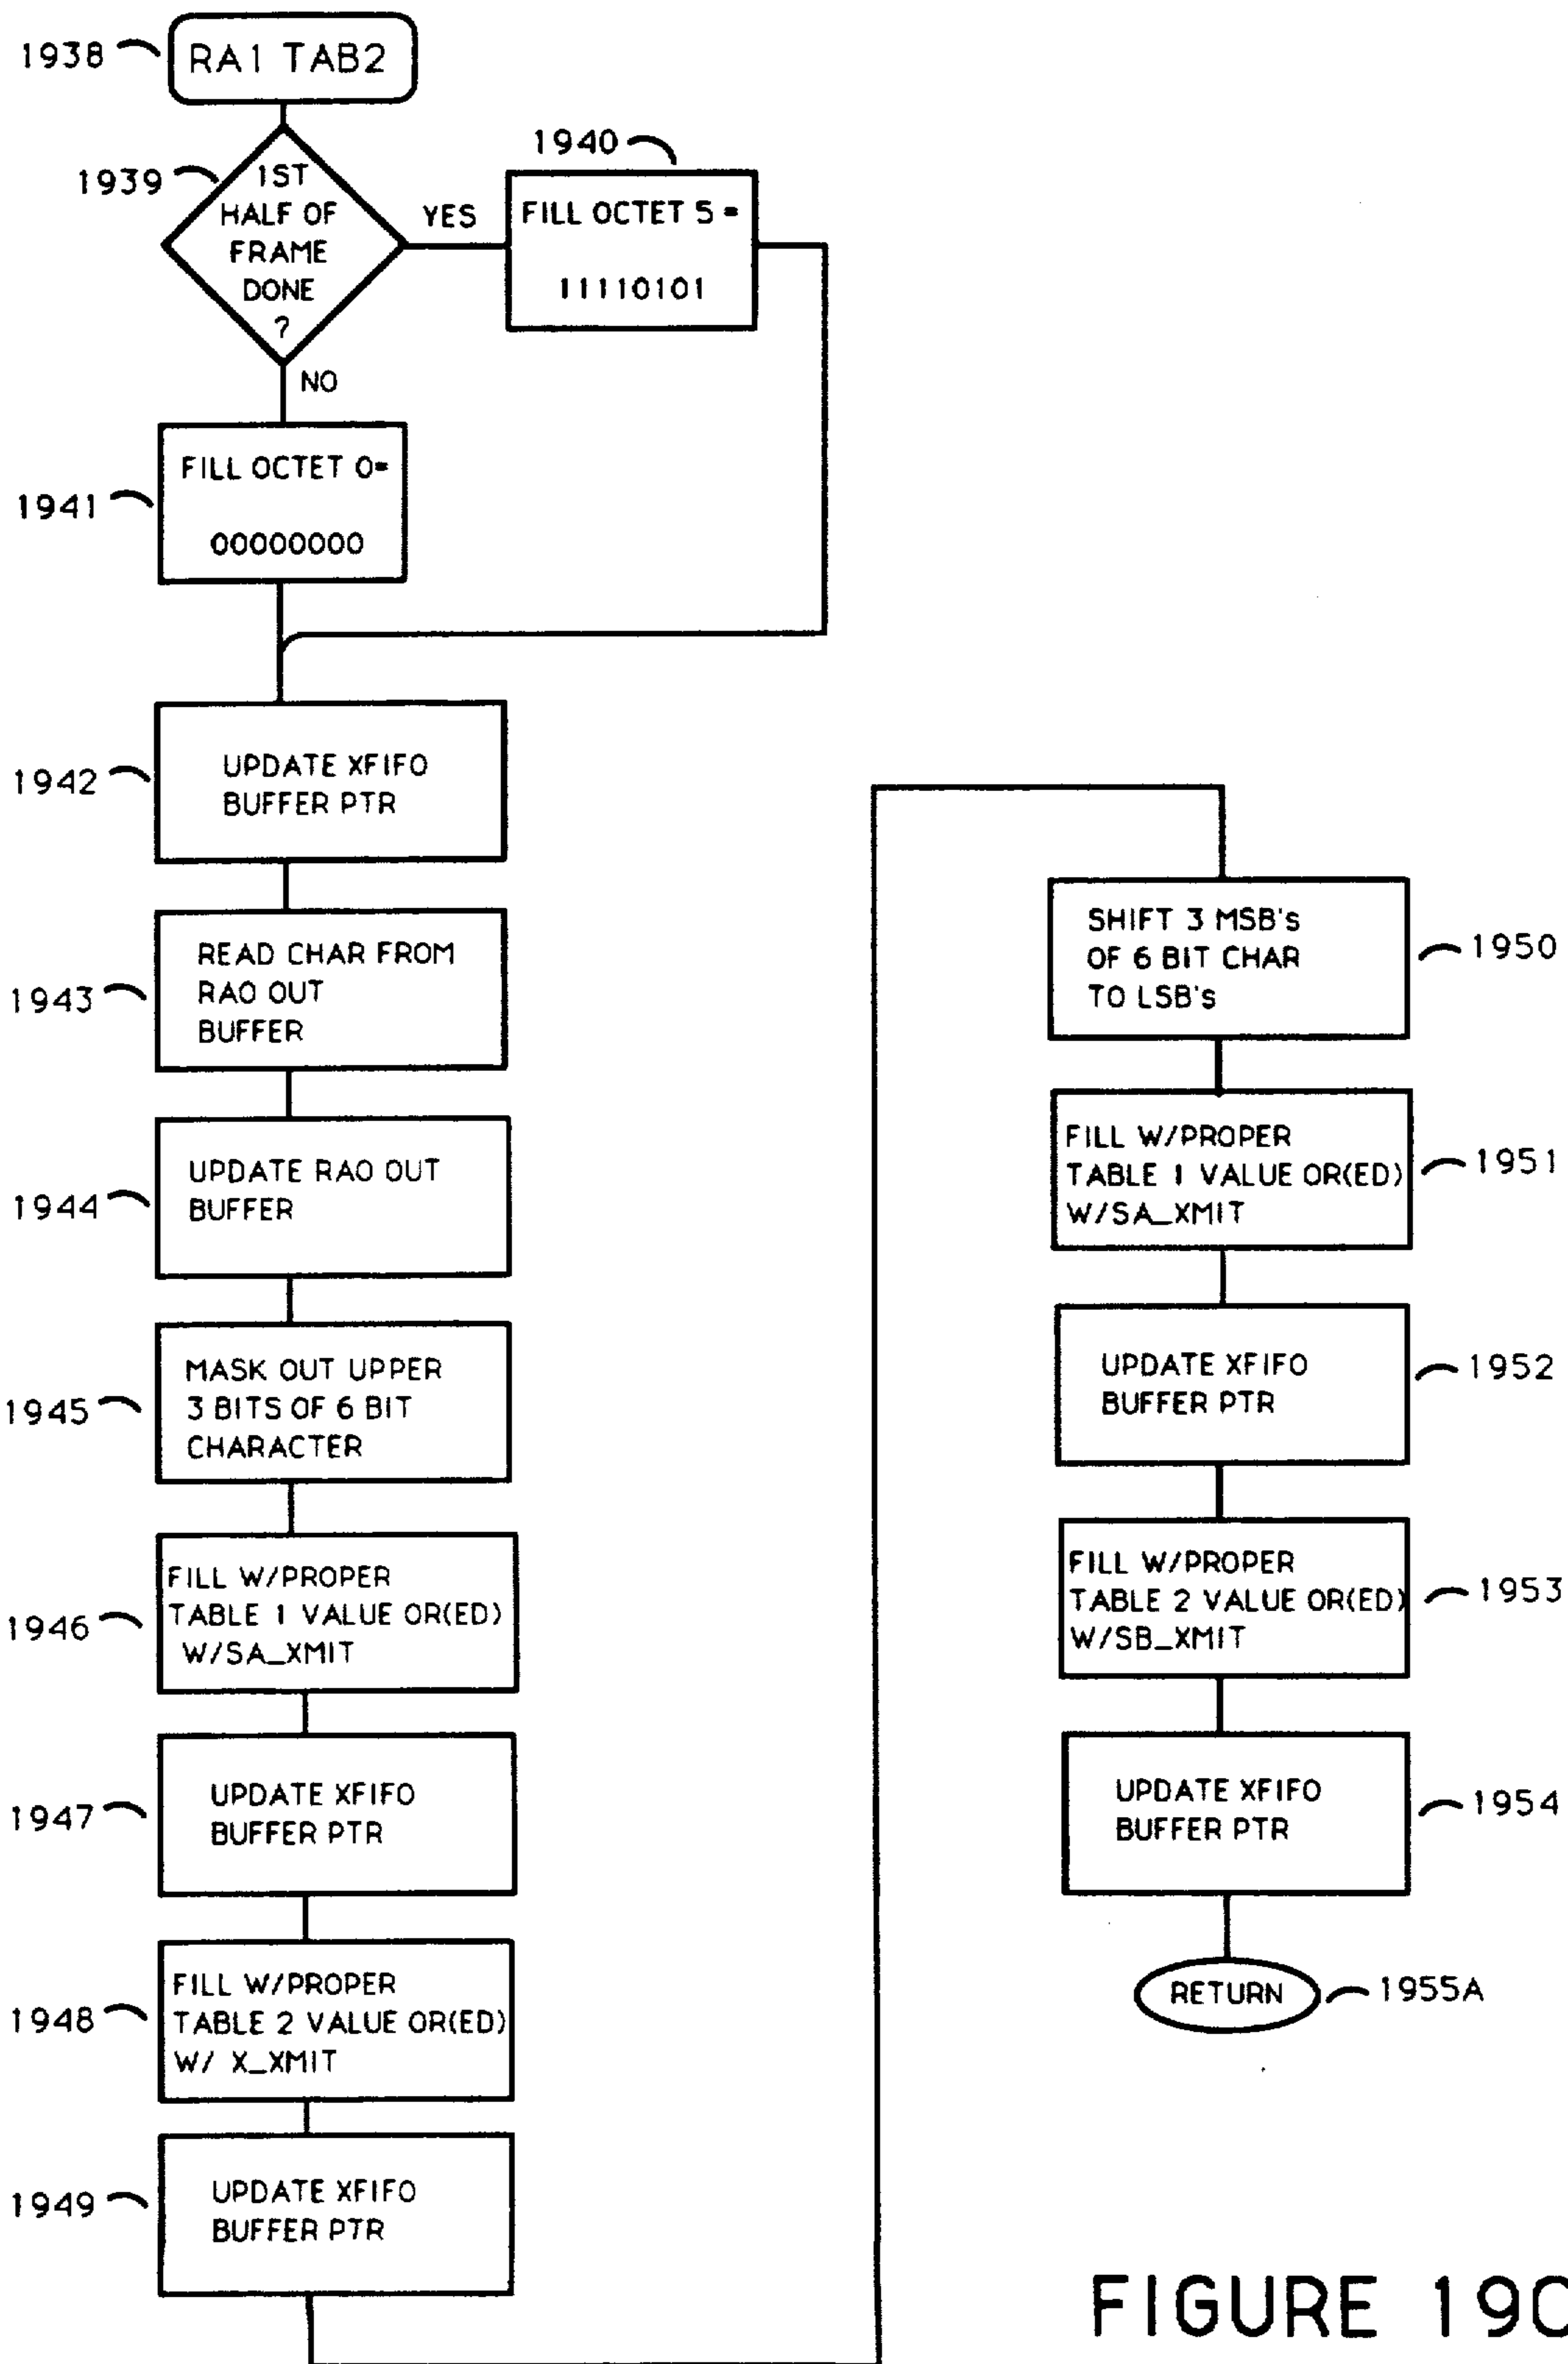 1938
RA1 TAB2
1939
1ST
HALF OF
FRAME
DONE
?
YES
NO
1940
FILL OCTET 5 =
11110101
1941
FILL OCTET 0=
00000000
1942
UPDATE XFIFO
BUFFER PTR
1943
READ CHAR FROM
RA0 OUT
BUFFER
1944
UPDATE RA0 OUT
BUFFER
1945
MASK OUT UPPER
3 BITS OF 6 BIT
CHARACTER
1946
FILL W/PROPER
TABLE 1 VALUE OR(ED)
W/SA_XMIT
1947
UPDATE XFIFO
BUFFER PTR
1948
FILL W/PROPER
TABLE 2 VALUE OR(ED)
W/ X_XMIT
1949
UPDATE XFIFO
BUFFER PTR
SHIFT 3 MSB's
OF 6 BIT CHAR
TO LSB's
1950
FILL W/PROPER
TABLE 1 VALUE OR(ED)
W/SA_XMIT
1951
UPDATE XFIFO
BUFFER PTR
1952
FILL W/PROPER
TABLE 2 VALUE OR(ED)
W/SB_XMIT
1953
UPDATE XFIFO
BUFFER PTR
1954
RETURN
1955A
FIGURE 19C